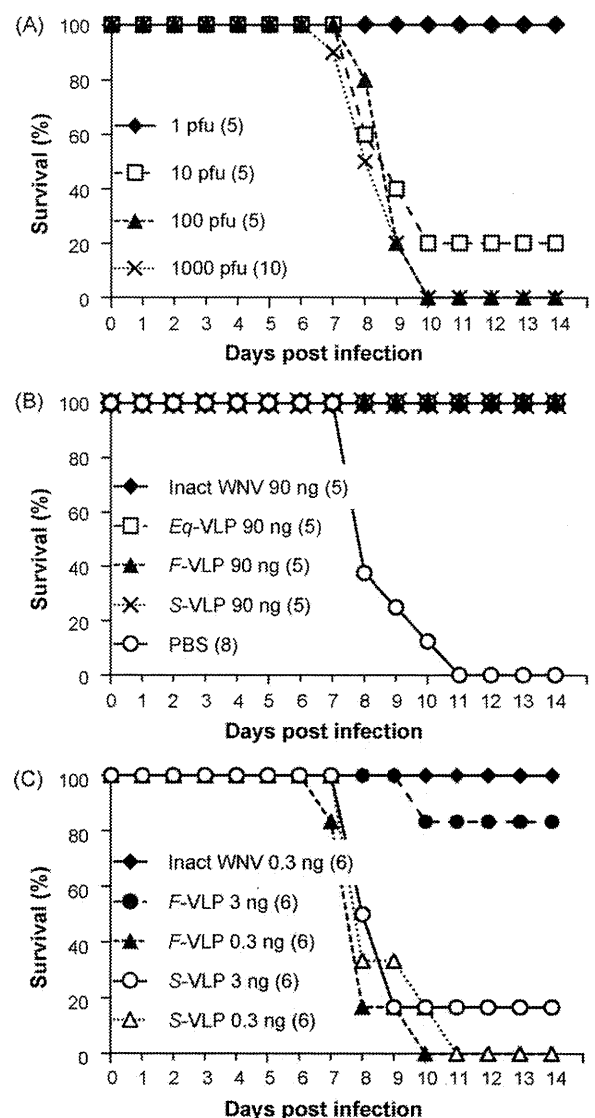 (A)
100
80
60
40
20
0
Survival (%)
1 pfu (5)
10 pfu (5)
100 pfu (5)
1000 pfu (10)
0 1 2 3 4 5 6 7 8 9 10 11 12 13 14
Days post infection
(B)
100
80
60
40
20
0
Survival (%)
Inact WNV 90 ng (5)
Eq-VLP 90 ng (5)
F-VLP 90 ng (5)
S-VLP 90 ng (5)
PBS (8)
0 1 2 3 4 5 6 7 8 9 10 11 12 13 14
Days post infection
(C)
100
80
60
40
20
0
Survival (%)
Inact WNV 0.3 ng (6)
F-VLP 3 ng (6)
F-VLP 0.3 ng (6)
S-VLP 3 ng (6)
S-VLP 0.3 ng (6)
0 1 2 3 4 5 6 7 8 9 10 11 12 13 14
Days post infection